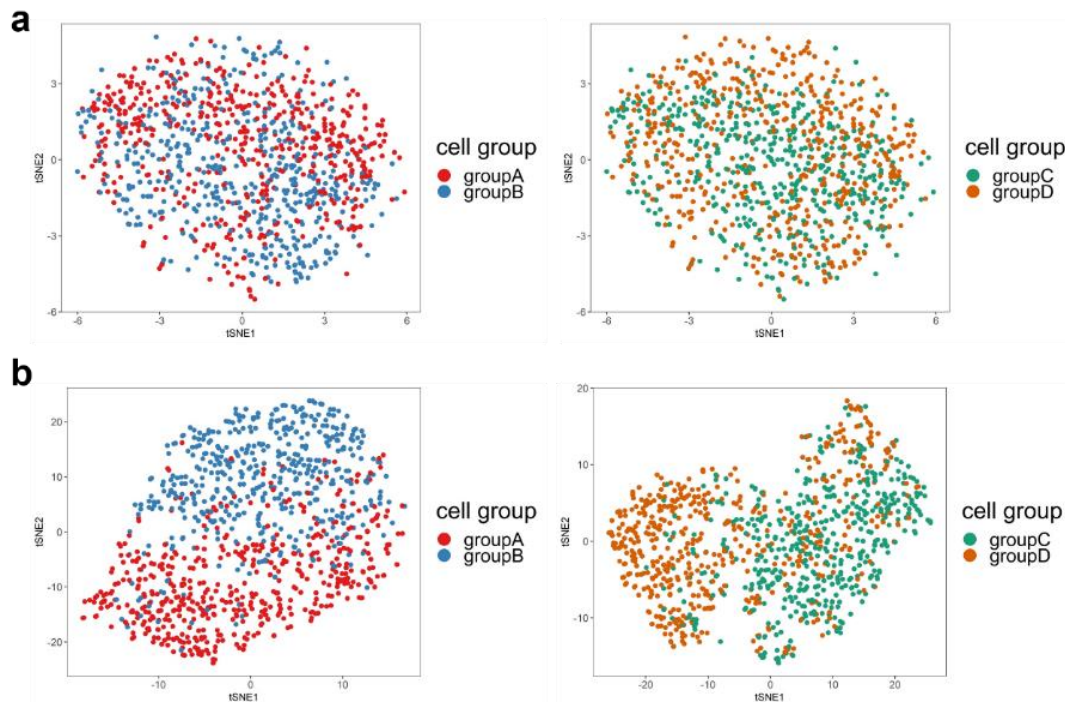 a
3
0
-3
-6
tSNE2
-6
-3
0
3
6
tSNE1
cell group
groupA
groupB
3
0
-3
-6
tSNE2
-6
-3
0
3
6
tSNE1
cell group
groupC
groupD
b
20
10
0
-10
-20
tSNE2
-10
0
10
tSNE1
cell group
groupA
groupB
20
10
0
-10
tSNE2
-20
-10
0
10
20
tSNE1
cell group
groupC
groupD